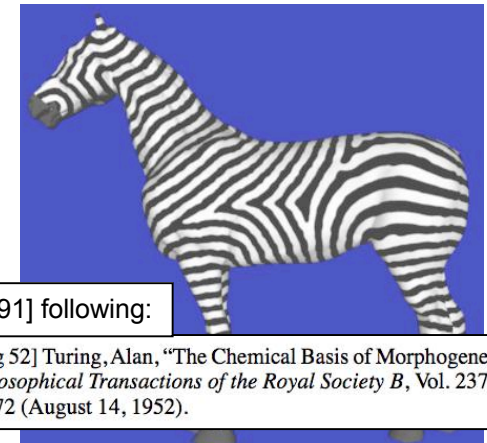 91] following:
g 52] Turing, Alan, “The Chemical Basis of Morphogene
osophical Transactions of the Royal Society B, Vol. 237
72 (August 14, 1952).